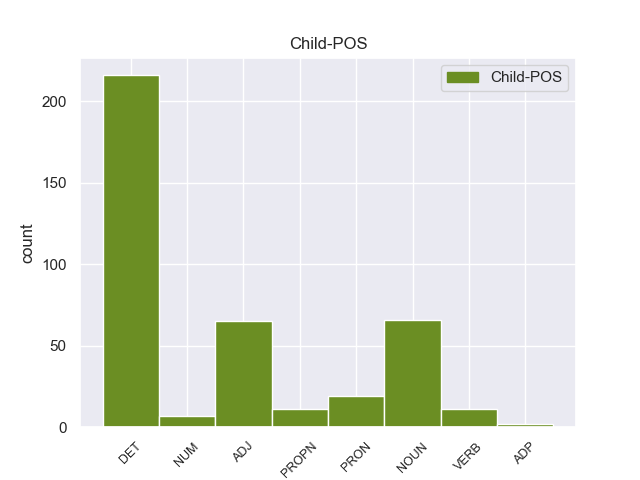 Child-POS
Child-POS
200
150
100
50
0
count
DET NUM ADJ PROPN PRON NOUN VERB ADP